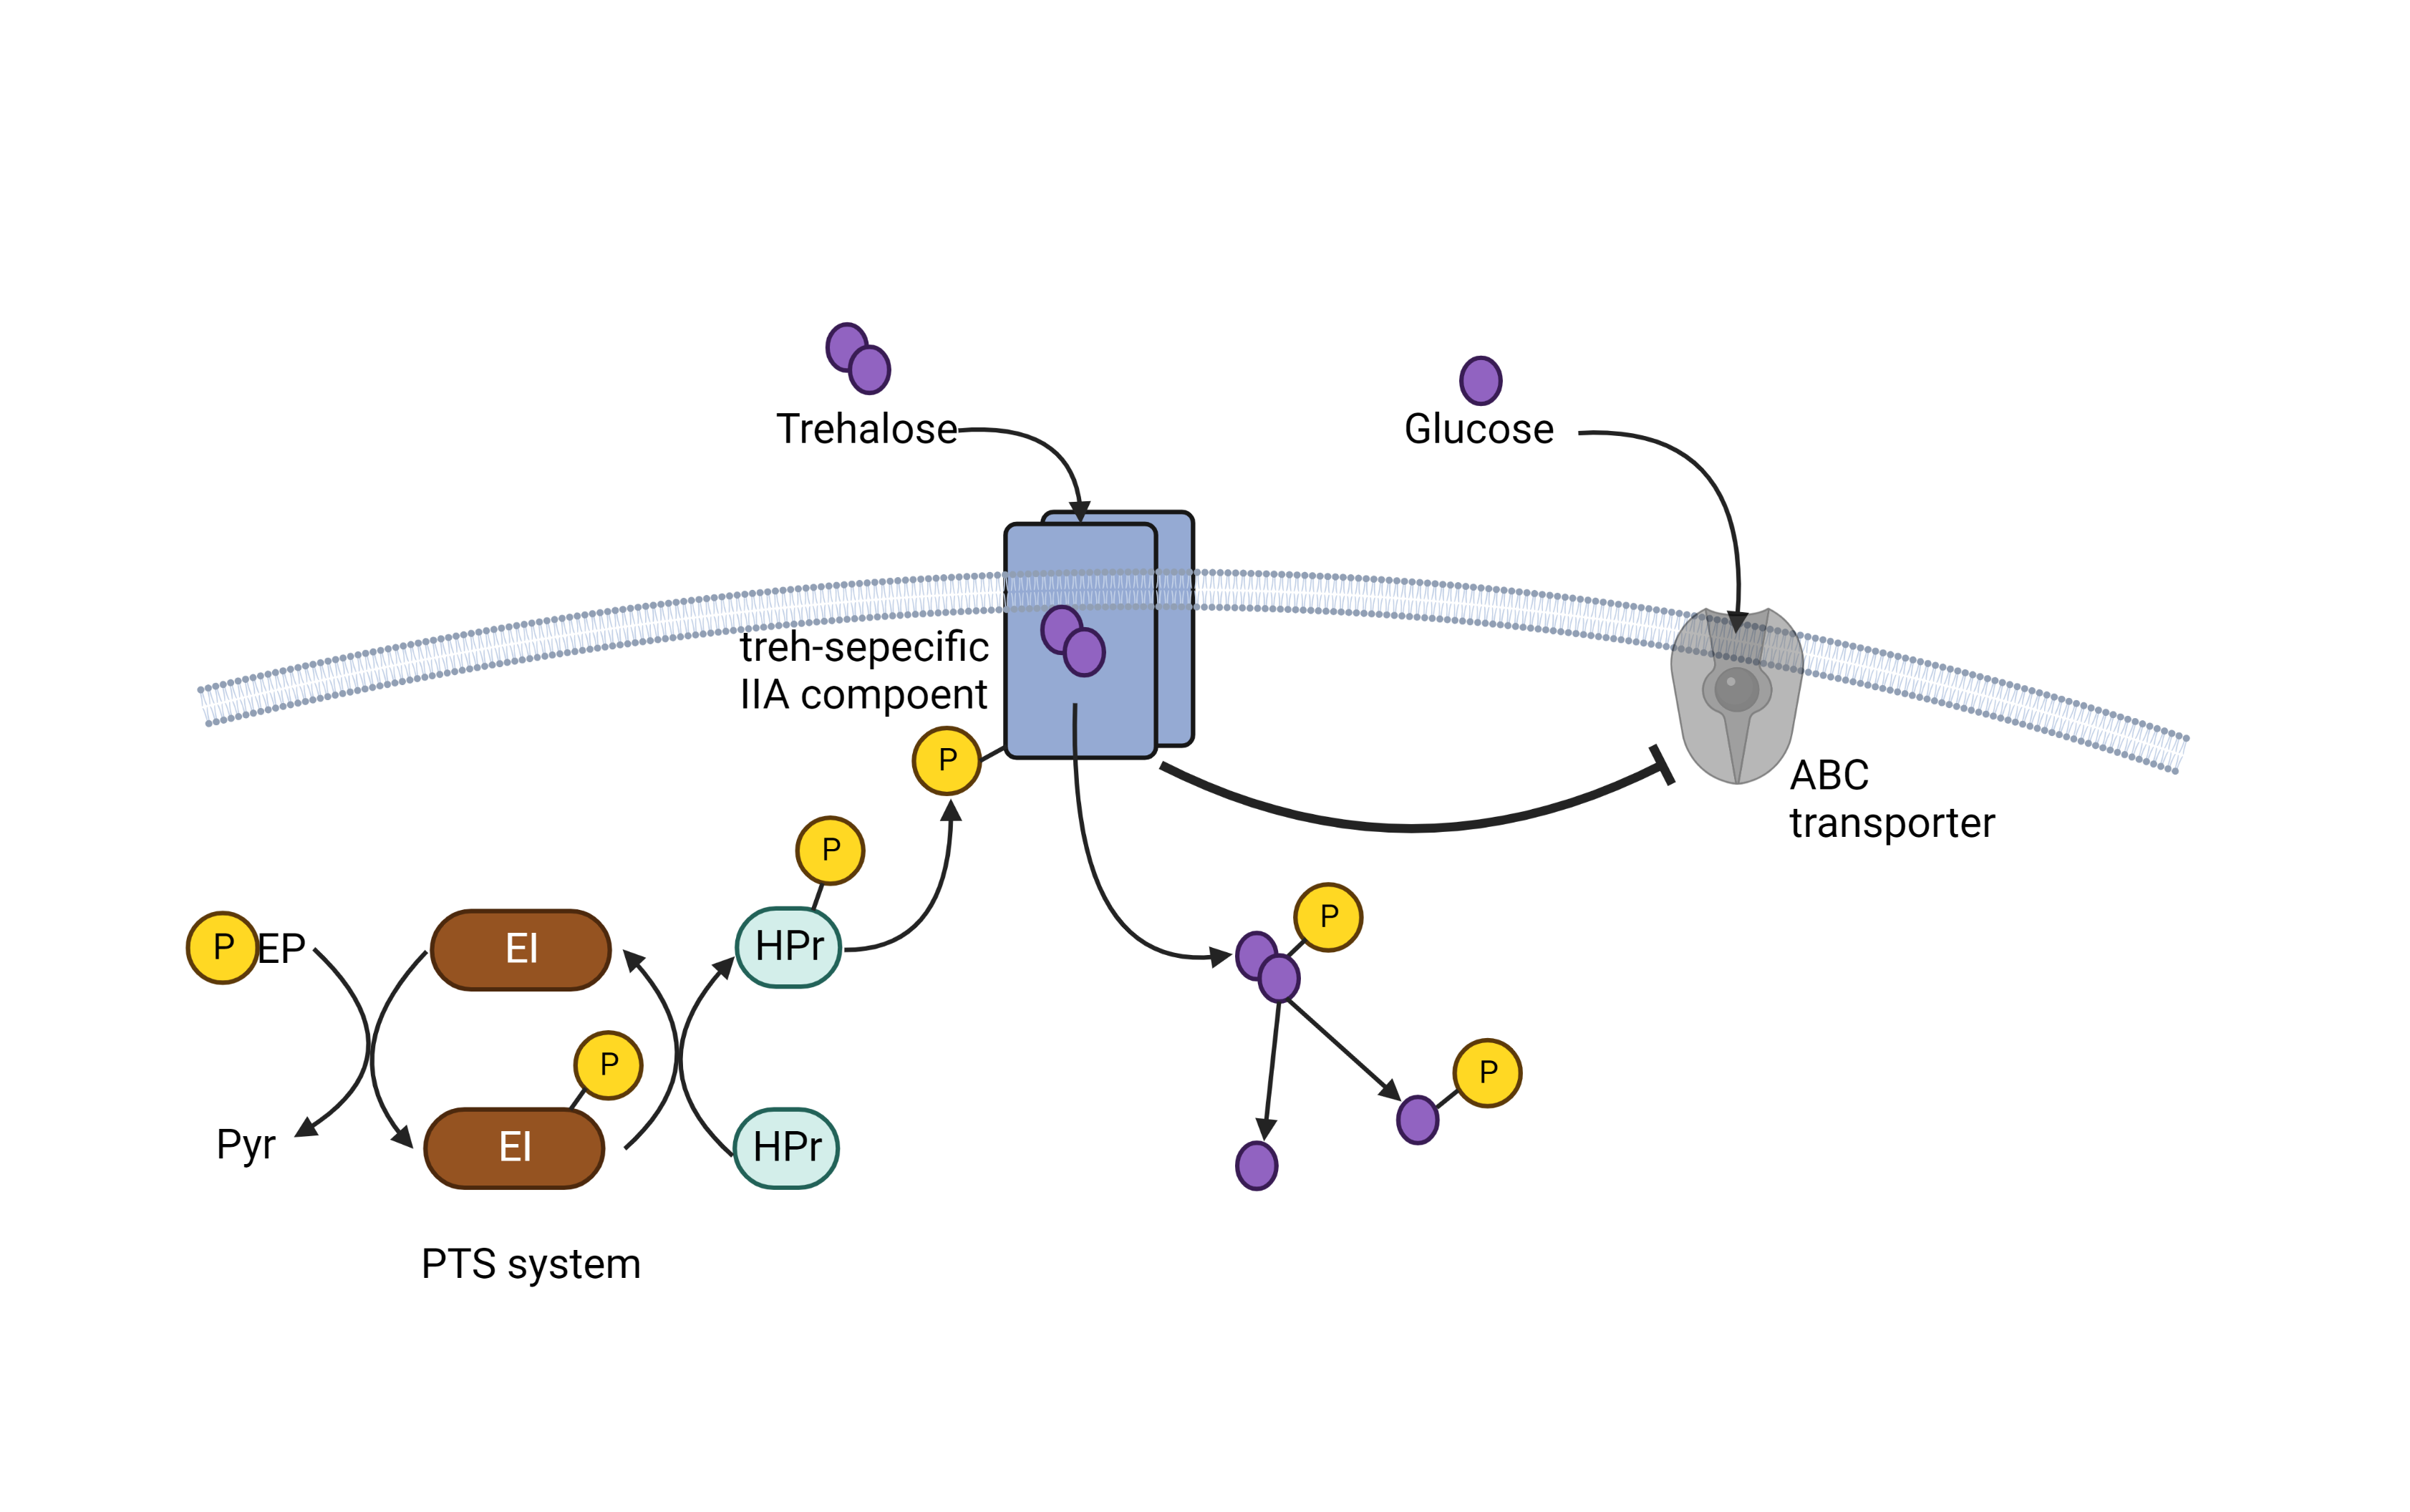 Trehalose
Glucose
treh-sepecific
IIA compoent
P
ABC
transporter
P
P
P EP
EI
HPr
P
P
Pyr
EI
HPr
PTS system